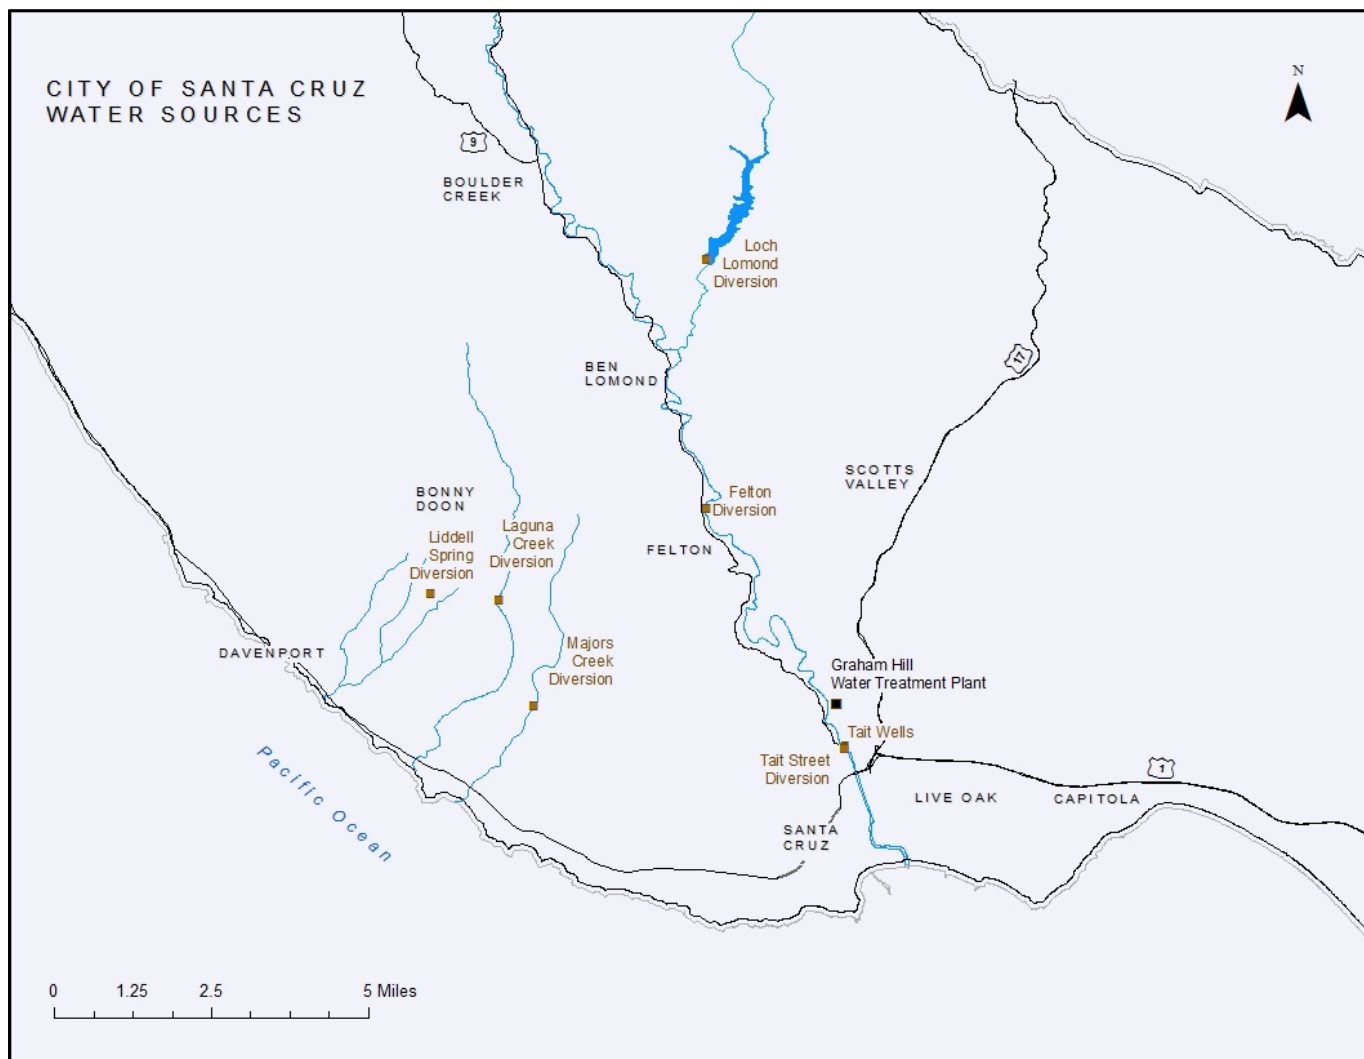 CITY OF SANTA CRUZ
WATER SOURCES
N
9
BOULDER
CREEK
Loch
Lomond
Diversion
17
BEN
LOMOND
SCOTTS
VALLEY
BONNY
DOON
Felton
Diversion
Liddell
Spring
Diversion
Laguna
Creek
Diversion
FELTON
DAVENPORT
Majors
Creek
Diversion
Graham Hill
Water Treatment Plant
Tait Wells
Tait Street
Diversion
1
LIVE OAK
CAPITOLA
Pacific Ocean
SANTA
CRUZ
0 1.25 2.5 5 Miles